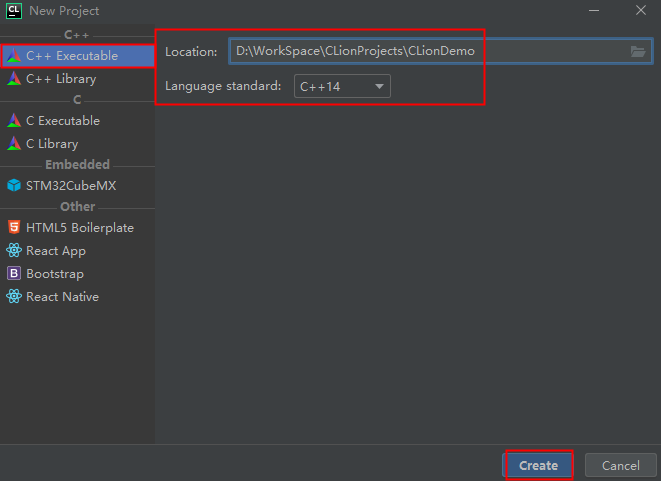 CL New Project
C++
C++ Executable
C++ Library
C
C Executable
C Library
Embedded
STM32CubeMX
Other
5 HTML5 Boilerplate
React App
B Bootstrap
React Native
Location: D:\WorkSpace\CLionProjects\CLionDemo
Language standard: C++14
Create Cancel